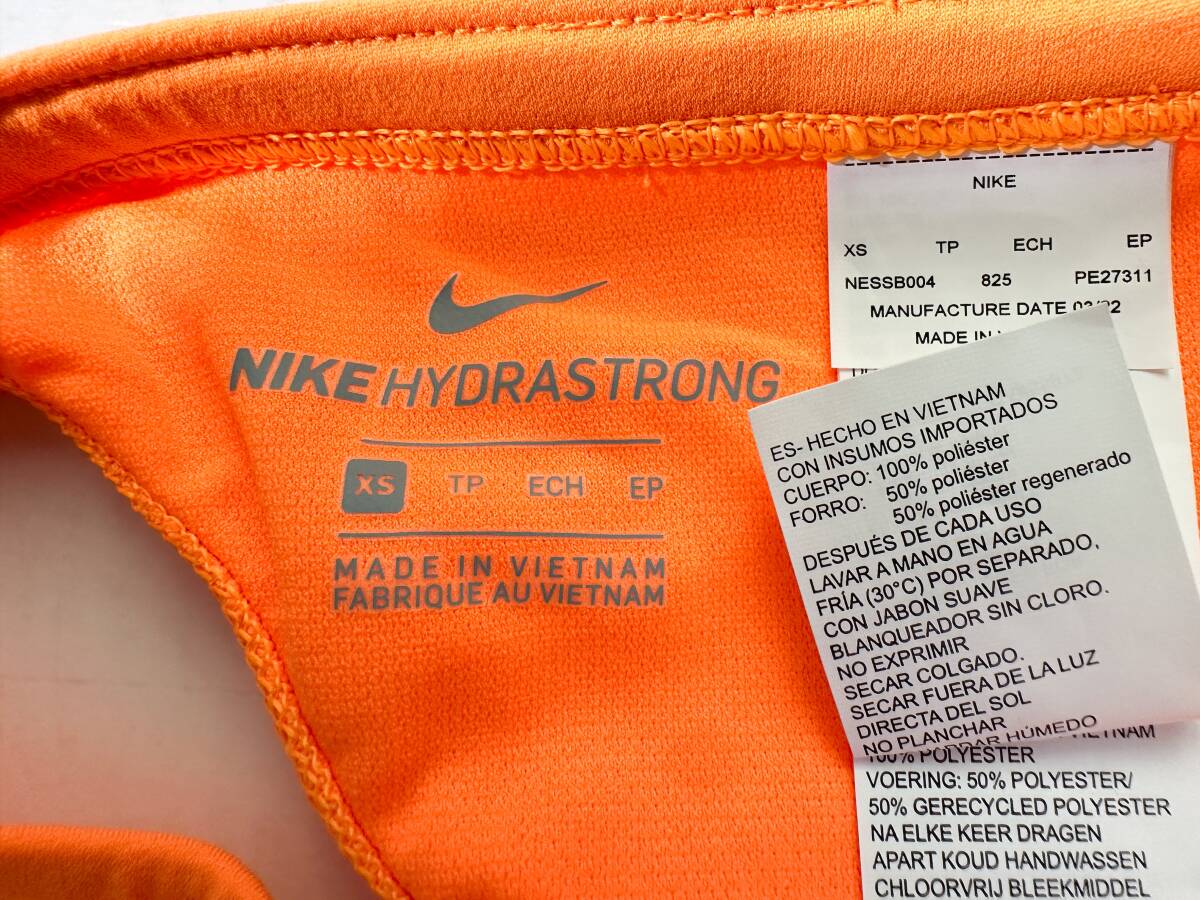 NIKE HYDRASTRONG
XS TP ECH EP
MADE IN VIETNAM
FABRIQUE AU VIETNAM
NIKE
XS TP ECH EP
NESSB004 825 PE27311
MANUFACTURE DATE
MADE IN
ES- HECHO EN VIETNAM
CON INSUMOS IMPORTADOS
CUERPO: 100% poliéster
FORRO: 50% poliéster
50% poliéster regenerado
DESPUÉS DE CADA USO
LAVAR A MANO EN AGUA
FRÍA (30°C) POR SEPARADO,
CON JABON SUAVE
BLANQUEADOR SIN CLORO.
NO EXPRIMIR
SECAR COLGADO.
SECAR FUERA DE LA LUZ
DIRECTA DEL SOL
NO PLANCHAR
HÚMEDO
VIETNAM
100% POLYESTER
VOERING: 50% POLYESTER/
50% GERECYCLED POLYESTER
NA ELKE KEER DRAGEN
APART KOUD HANDWASSEN
CHLOORVRIJ BLEEKMIDDEL